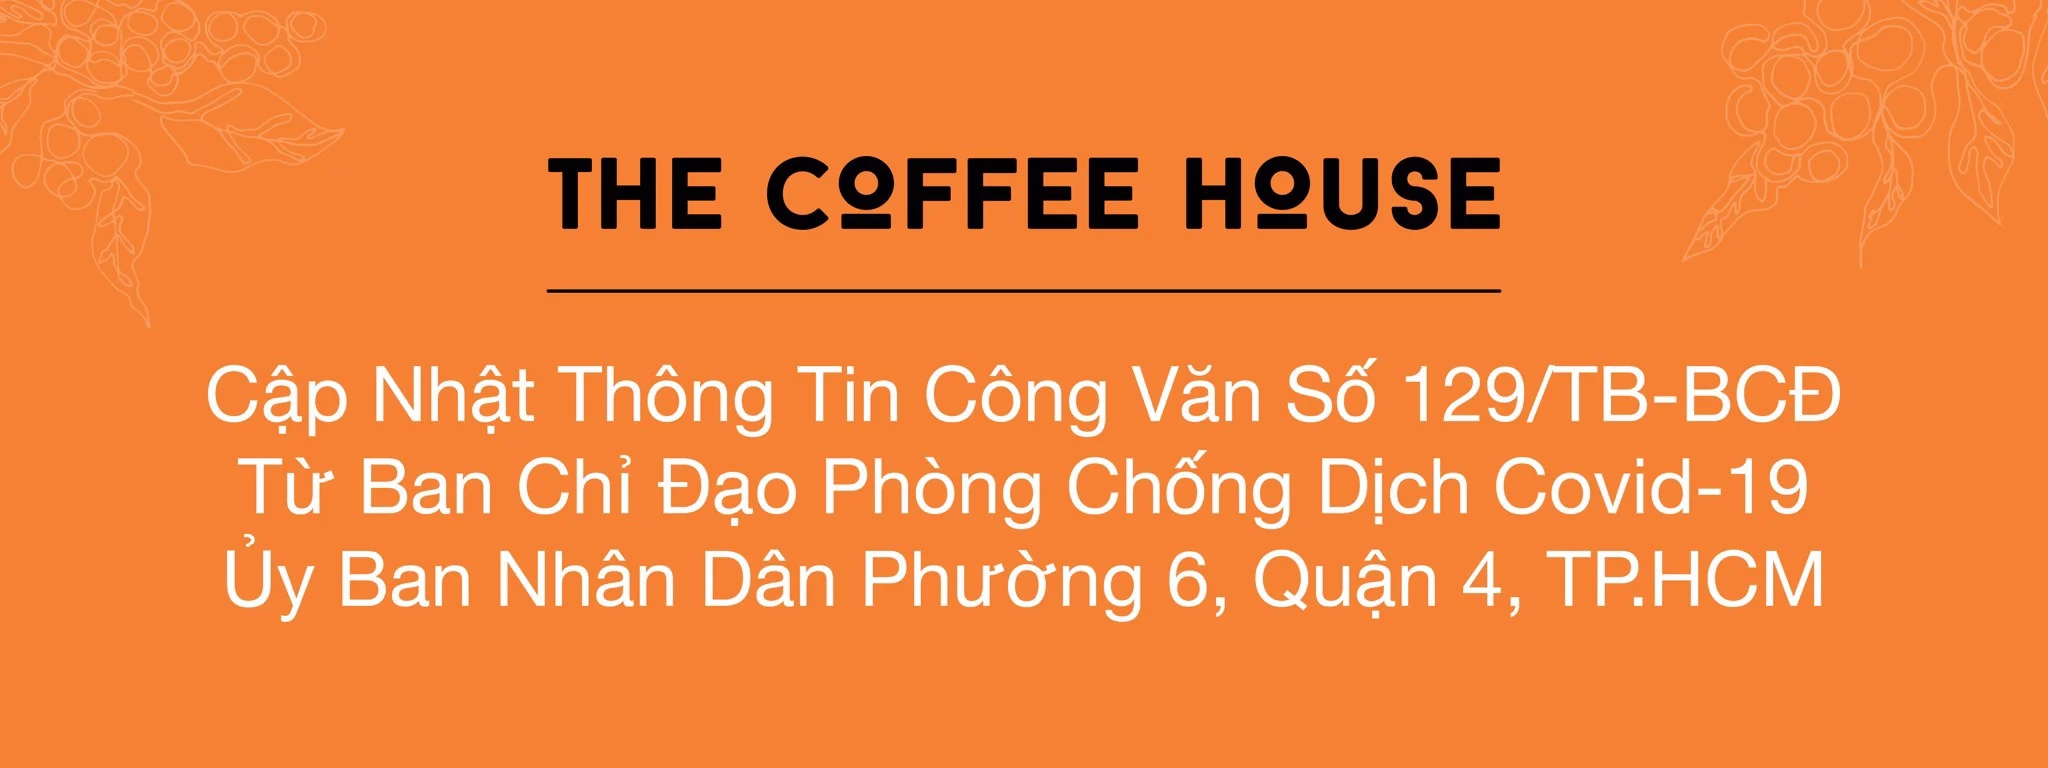 THE COFFEE HOUSE
Cập Nhật Thông Tin Công Văn Số 129/TB-BCĐ
Từ Ban Chỉ Đạo Phòng Chống Dịch Covid-19
Ủy Ban Nhân Dân Phường 6, Quận 4, TP.HCM